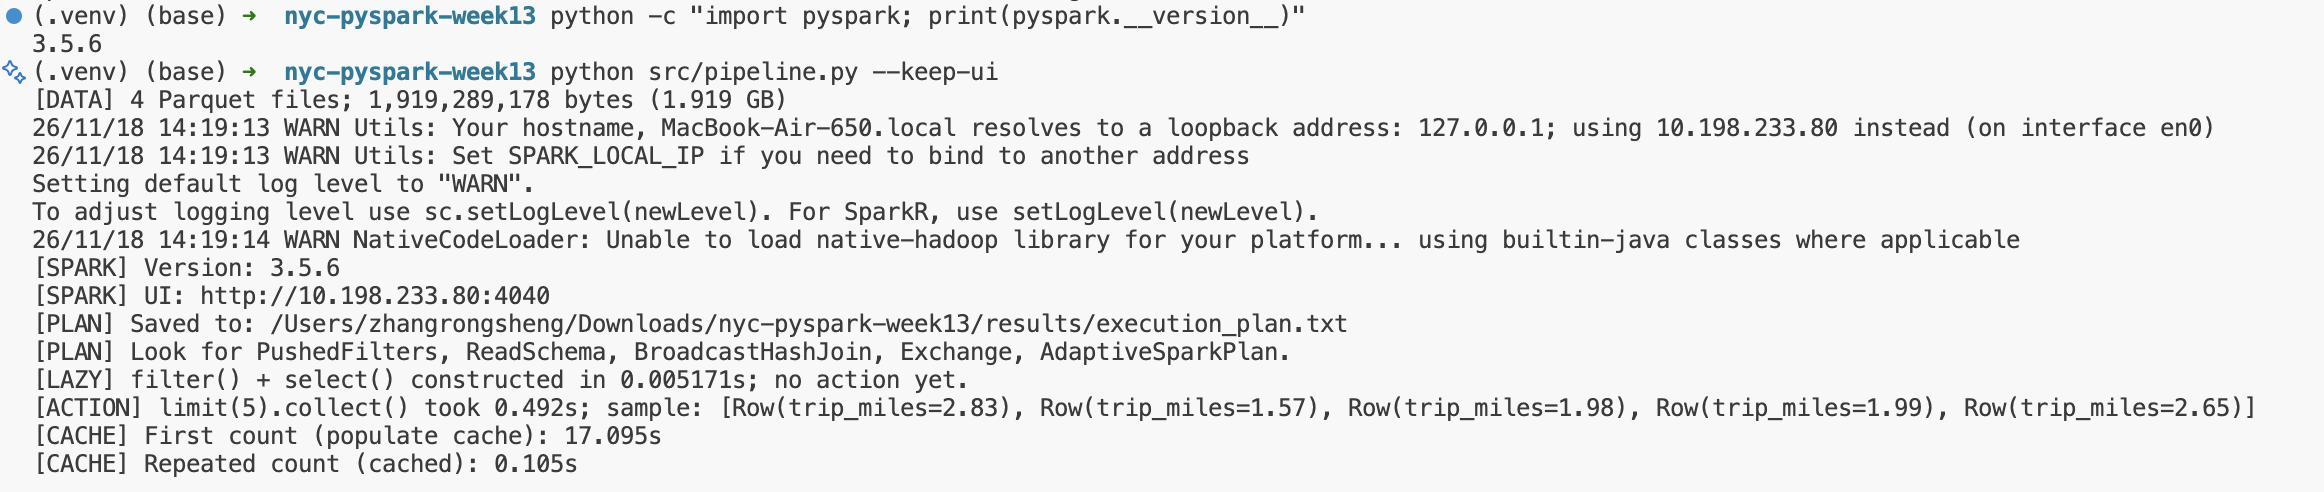 (.venv) (base) ➜  nyc-pyspark-week13 python -c "import pyspark; print(pyspark.__version__)"
3.5.6
(.venv) (base) ➜  nyc-pyspark-week13 python src/pipeline.py --keep-ui
[DATA] 4 Parquet files; 1,919,289,178 bytes (1.919 GB)
26/11/18 14:19:13 WARN Utils: Your hostname, MacBook-Air-650.local resolves to a loopback address: 127.0.0.1; using 10.198.233.80 instead (on interface en0)
26/11/18 14:19:13 WARN Utils: Set SPARK_LOCAL_IP if you need to bind to another address
Setting default log level to "WARN".
To adjust logging level use sc.setLogLevel(newLevel). For SparkR, use setLogLevel(newLevel).
26/11/18 14:19:14 WARN NativeCodeLoader: Unable to load native-hadoop library for your platform... using builtin-java classes where applicable
[SPARK] Version: 3.5.6
[SPARK] UI: http://10.198.233.80:4040
[PLAN] Saved to: /Users/zhangrongsheng/Downloads/nyc-pyspark-week13/results/execution_plan.txt
[PLAN] Look for PushedFilters, ReadSchema, BroadcastHashJoin, Exchange, AdaptiveSparkPlan.
[LAZY] filter() + select() constructed in 0.005171s; no action yet.
[ACTION] limit(5).collect() took 0.492s; sample: [Row(trip_miles=2.83), Row(trip_miles=1.57), Row(trip_miles=1.98), Row(trip_miles=1.99), Row(trip_miles=2.65)]
[CACHE] First count (populate cache): 17.095s
[CACHE] Repeated count (cached): 0.105s